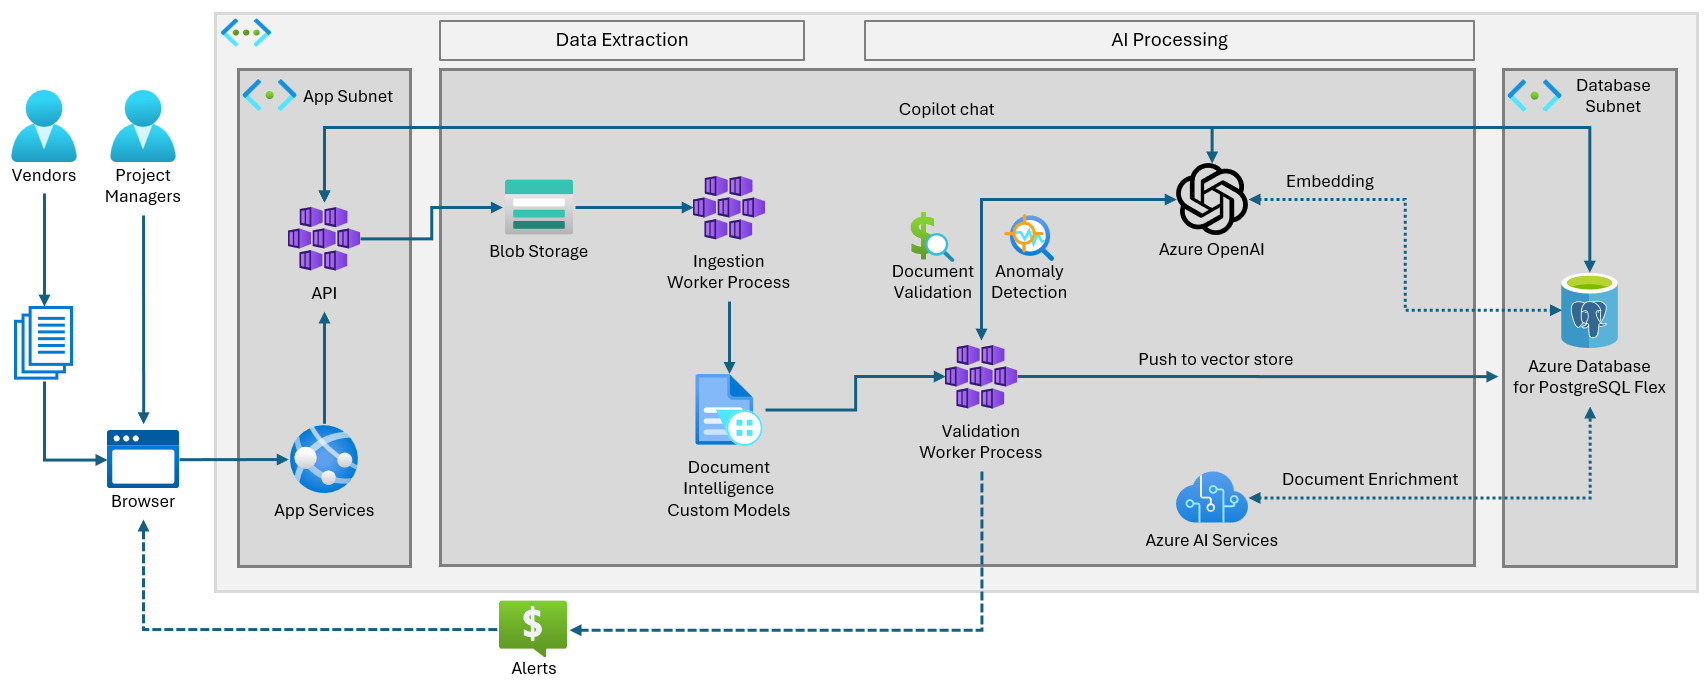 Data Extraction
AI Processing
App Subnet
Database
Subnet
Copilot chat
Vendors
Project
Managers
Embedding
Blob Storage
Azure OpenAI
Ingestion
Worker Process
Document
Validation
Anomaly
Detection
API
Push to vector store
Azure Database
for PostgreSQL Flex
Validation
Worker Process
Document
Intelligence
Custom Models
Document Enrichment
Browser
App Services
Azure AI Services
$
Alerts